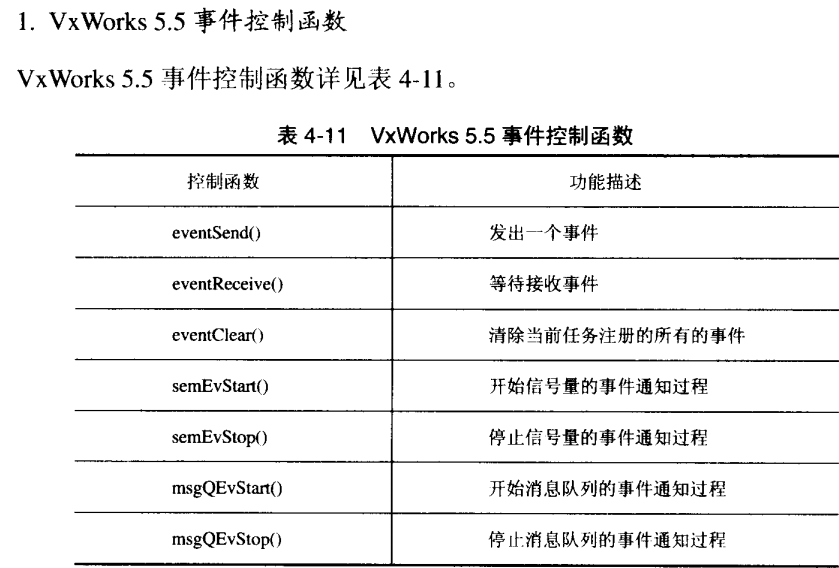 1. VxWorks 5.5 事件控制函数
VxWorks 5.5 事件控制函数详见表 4-11。
表 4-11 VxWorks 5.5 事件控制函数
控制函数 功能描述
eventSend() 发出一个事件
eventReceive() 等待接收事件
eventClear() 清除当前任务注册的所有的事件
semEvStart() 开始信号量的事件通知过程
semEvStop() 停止信号量的事件通知过程
msgQEvStart() 开始消息队列的事件通知过程
msgQEvStop() 停止消息队列的事件通知过程